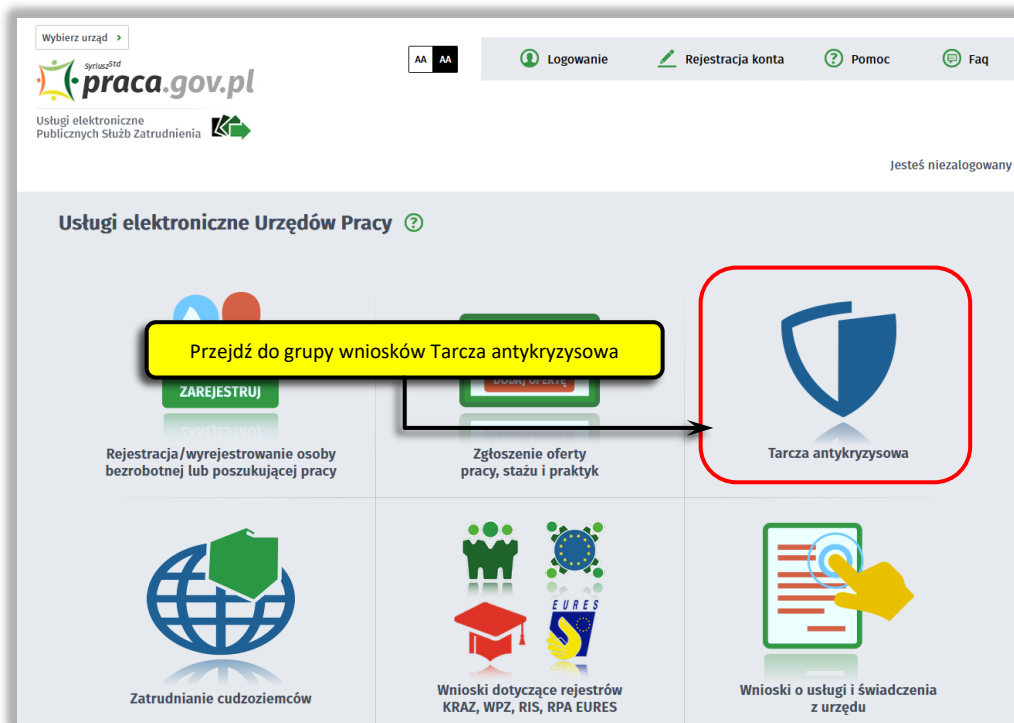 Wybierz urząd >
AA AA
Logowanie
Rejestracja konta
? Pomoc
Faq
SyriuszStd
praca.gov.pl
Usługi elektroniczne
Publicznych Służb Zatrudnienia
Jesteś niezalogowany
Usługi elektroniczne Urzędów Pracy ?
Przejdź do grupy wniosków Tarcza antykryzysowa
ZAREJESTRUJ
DODAJ OFERTĘ
Rejestracja/wyrejestrowanie osoby
bezrobotnej lub poszukującej pracy
Zgłoszenie oferty
pracy, stażu i praktyk
Tarcza antykryzysowa
EURES
Zatrudnianie cudzoziemców
Wnioski dotyczące rejestrów
KRAZ, WPZ, RIS, RPA EURES
Wnioski o usługi i świadczenia
z urzędu